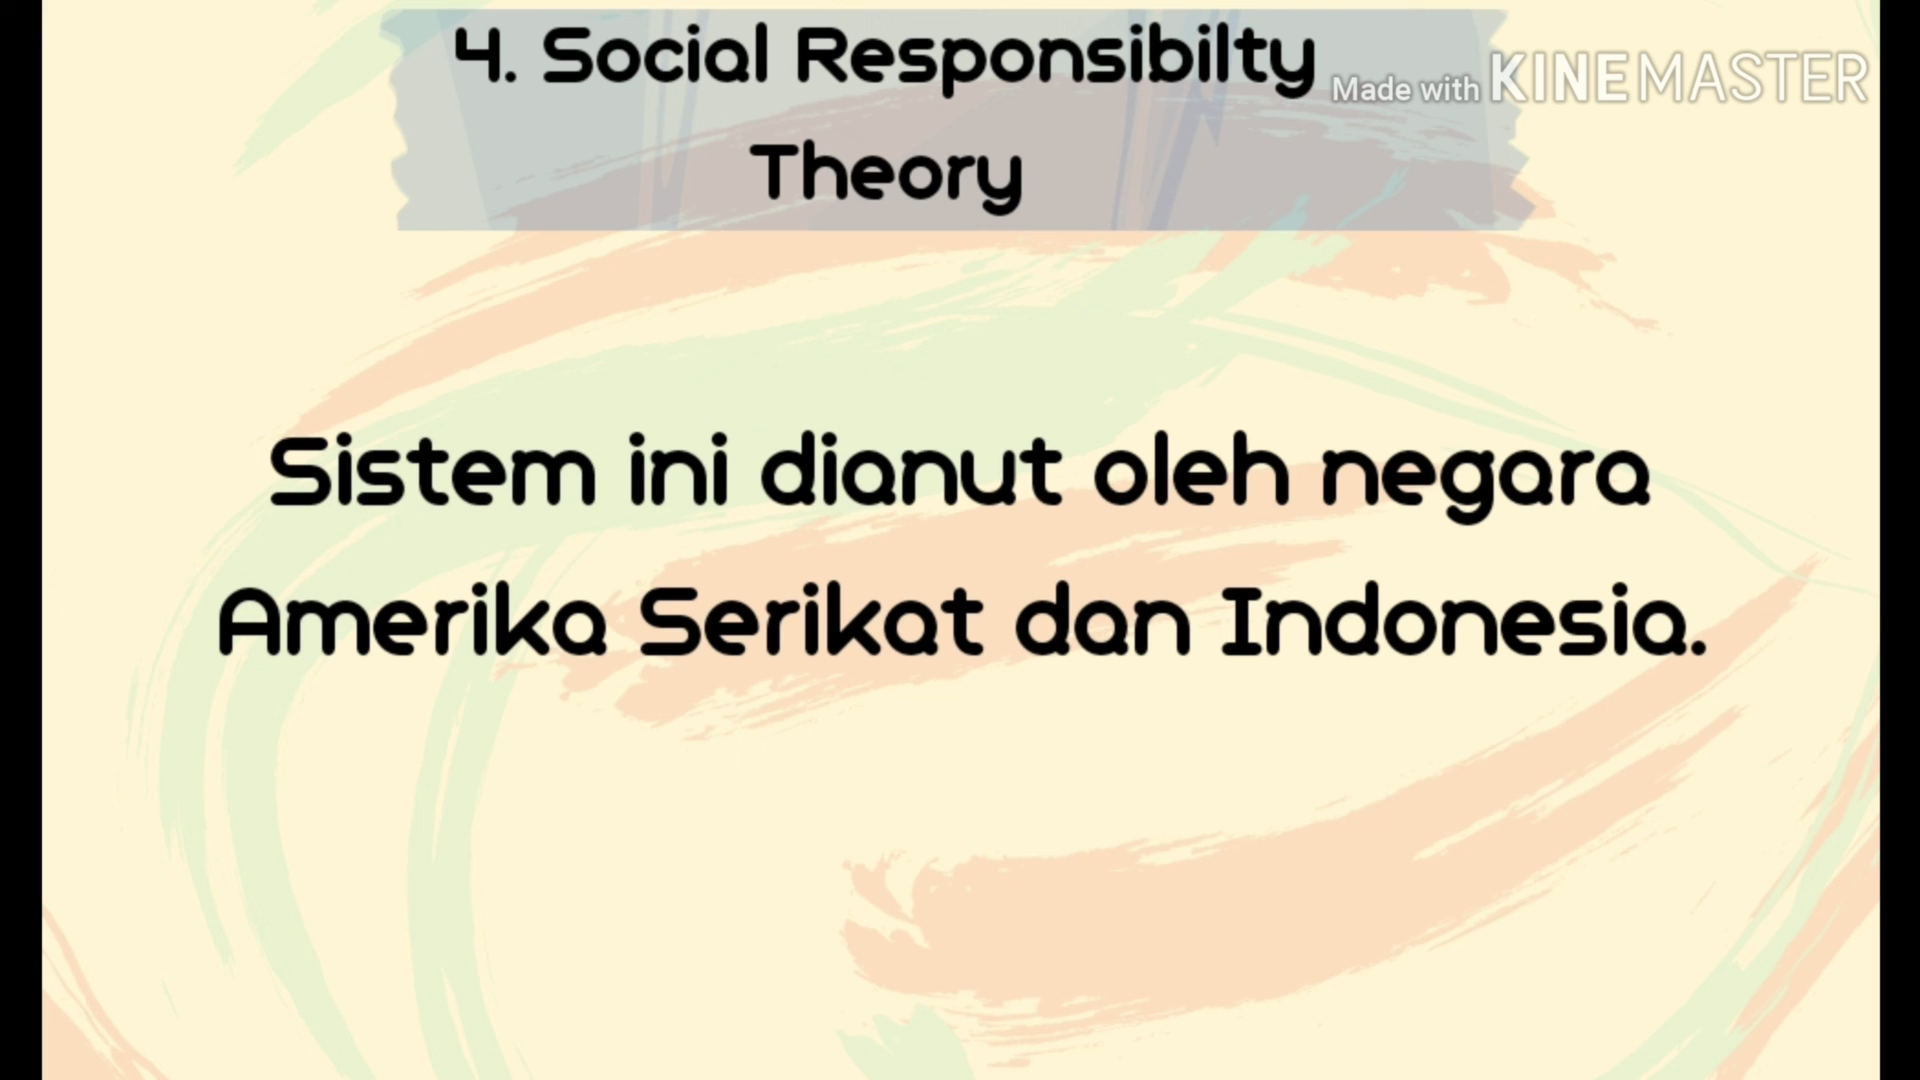 4. Social Responsibilty
Made with KINEMASTER
Theory
Sistem ini dianut oleh negara
Amerika Serikat dan Indonesia.